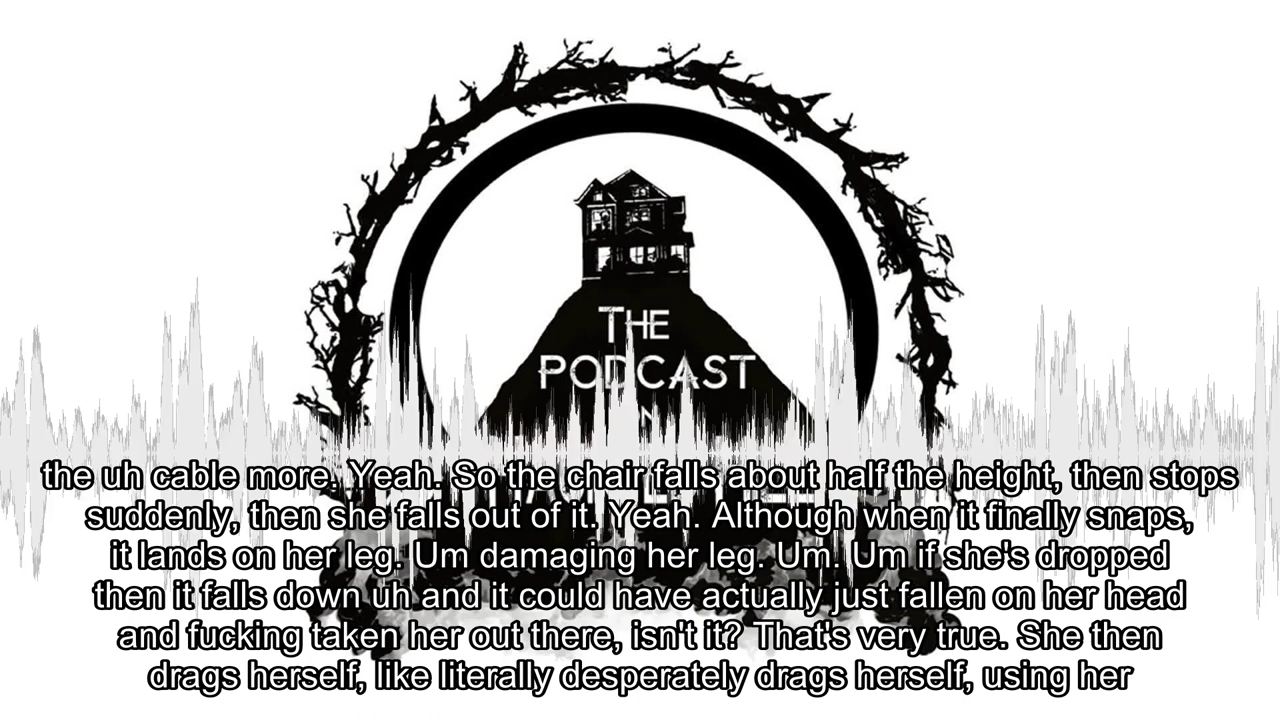 THE
PODCAST
the uh cable more. Yeah. So the chair falls about half the height, then stops
suddenly, then she falls out of it. Yeah. Although when it finally snaps,
it lands on her leg. Um damaging her leg. Um. Um if she's dropped
then it falls down uh and it could have actually just fallen on her head
and fucking taken her out there, isn't it? That's very true. She then
drags herself, like literally desperately drags herself, using her